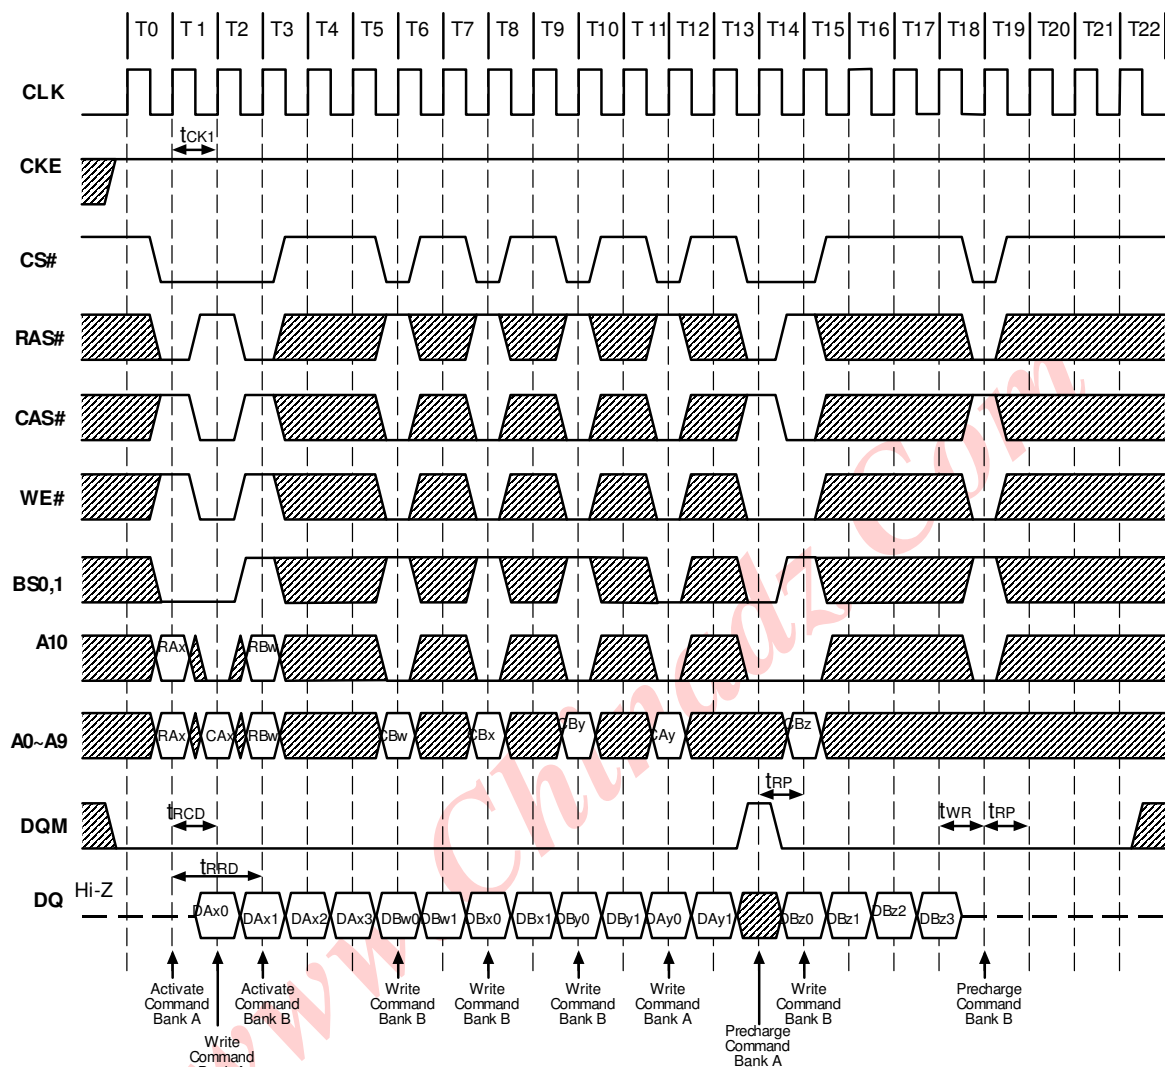 T0 T1 T2 T3 T4 T5 T6 T7 T8 T9 T10 T11 T12 T13 T14 T15 T16 T17 T18 T19 T20 T21 T22
CLK
tCK1
CKE
CS#
RAS#
CAS#
WE#
BS0,1
A10 RAx RBw
A0~A9 RAx CAx RBw CBw CBx CBy CAy CBz
tRP
DQM tRCD tWR tRP
tRRD
DQ Hi-Z DAx0 DAx1 DAx2 DAx3 DBw0 DBw1 DBx0 DBx1 DBy0 DBy1 DAy0 DAy1 DBz0 DBz1 DBz2 DBz3
Activate
Command
Bank A
Write
Command
Activate
Command
Bank B
Write
Command
Bank B
Write
Command
Bank B
Write
Command
Bank B
Write
Command
Bank A
Precharge
Command
Bank A
Write
Command
Bank B
Precharge
Command
Bank B
www.Chinadz.Com